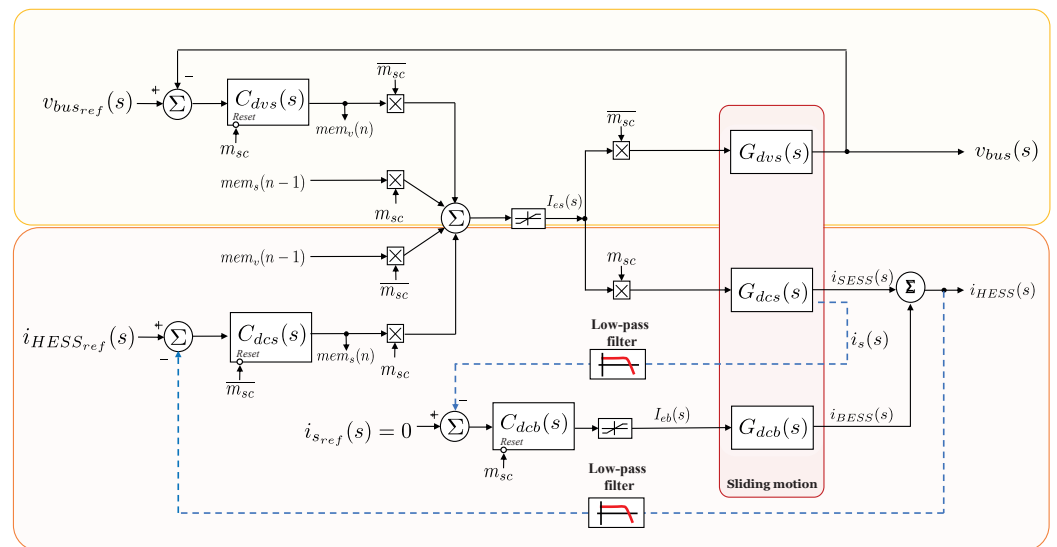 $\overline{m_{sc}}$
+
−
$v_{bus_{ref}}(s)$
Σ
$C_{dvs}(s)$
Reset
$mem_v(n)$
$m_{sc}$
$\overline{m_{sc}}$
$G_{dvs}(s)$
$v_{bus}(s)$
$mem_s(n-1)$
$m_{sc}$
Σ
$I_{es}(s)$
$mem_v(n-1)$
$\overline{m_{sc}}$
$m_{sc}$
$G_{dcs}(s)$
$i_{SESS}(s)$
Σ
$i_{HESS}(s)$
$i_{HESS_{ref}}(s)$
+
−
Σ
$C_{dcs}(s)$
Reset
$mem_s(n)$
$\overline{m_{sc}}$
$m_{sc}$
Low-pass
filter
$i_s(s)$
$i_{s_{ref}}(s) = 0$
+
−
Σ
$C_{dcb}(s)$
Reset
$m_{sc}$
$I_{eb}(s)$
$G_{dcb}(s)$
$i_{BESS}(s)$
Low-pass
filter
Sliding motion